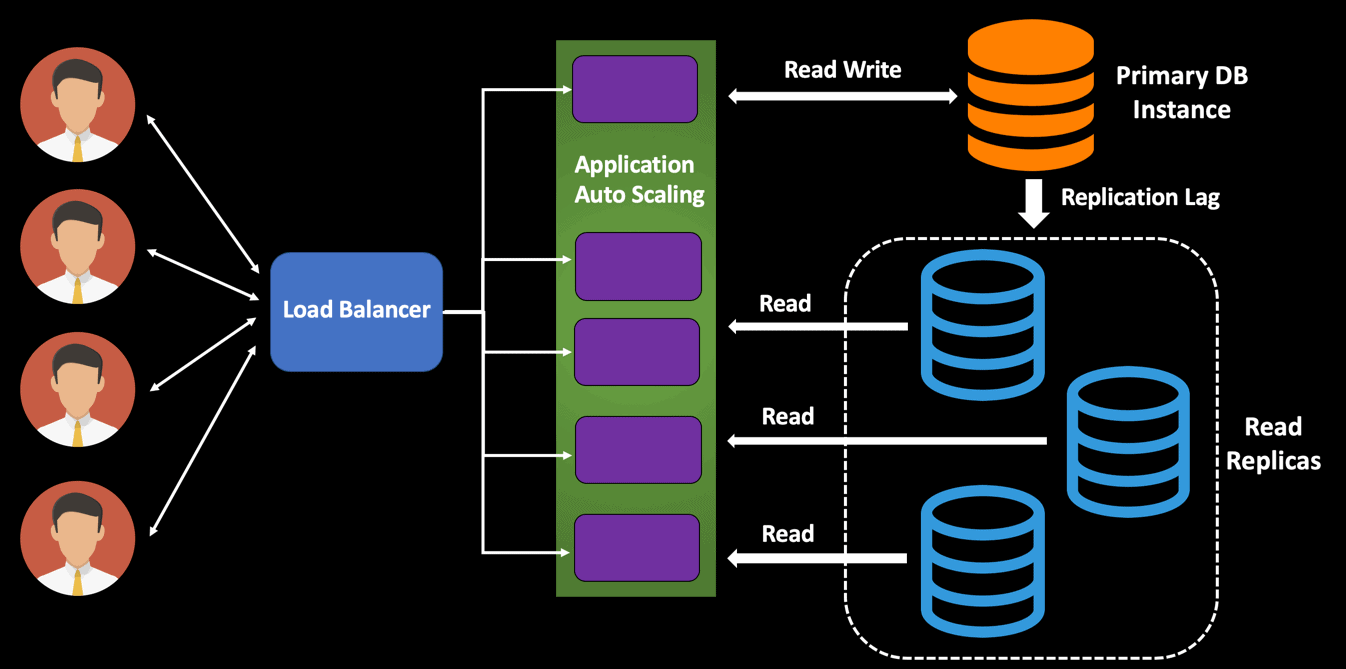 Read Write
Primary DB
Instance
Application
Auto Scaling
Replication Lag
Load Balancer
Read
Read
Read
Replicas
Read